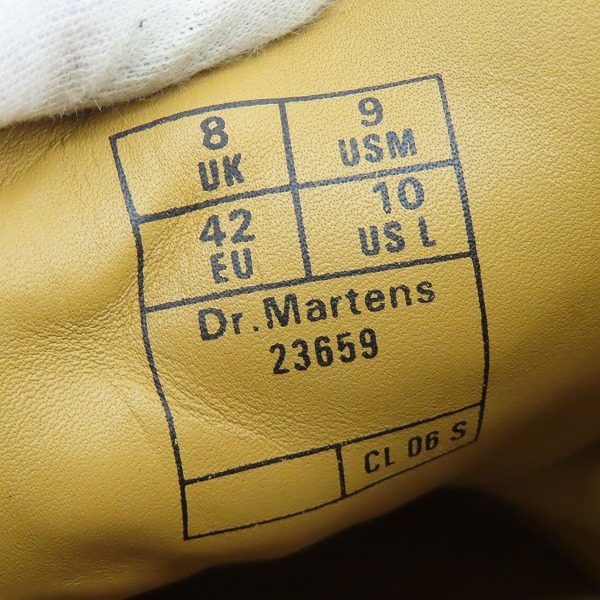 8 9
UK USM
42 10
EU US L
Dr.Martens
23659
CL 06 S